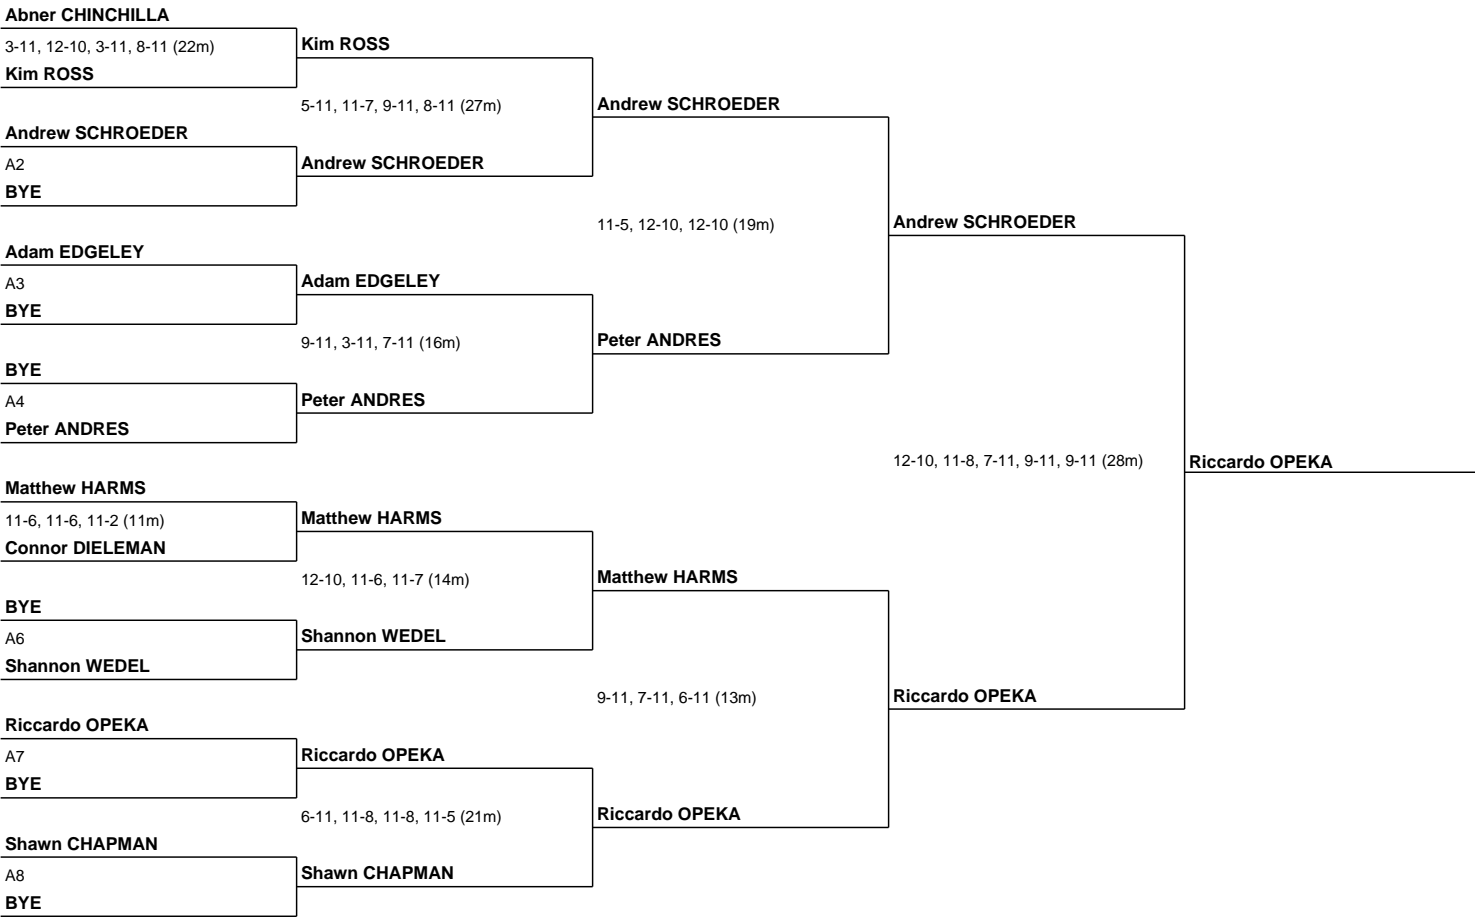 Abner CHINCHILLA
3-11, 12-10, 3-11, 8-11 (22m)
Kim ROSS
Kim ROSS
5-11, 11-7, 9-11, 8-11 (27m)
Andrew SCHROEDER
Andrew SCHROEDER
A2
Andrew SCHROEDER
BYE
11-5, 12-10, 12-10 (19m)
Andrew SCHROEDER
Adam EDGELEY
A3
Adam EDGELEY
BYE
9-11, 3-11, 7-11 (16m)
Peter ANDRES
BYE
A4
Peter ANDRES
Peter ANDRES
12-10, 11-8, 7-11, 9-11, 9-11 (28m)
Riccardo OPEKA
Matthew HARMS
11-6, 11-6, 11-2 (11m)
Matthew HARMS
Connor DIELEMAN
12-10, 11-6, 11-7 (14m)
Matthew HARMS
BYE
A6
Shannon WEDEL
Shannon WEDEL
9-11, 7-11, 6-11 (13m)
Riccardo OPEKA
Riccardo OPEKA
A7
Riccardo OPEKA
BYE
6-11, 11-8, 11-8, 11-5 (21m)
Riccardo OPEKA
Shawn CHAPMAN
A8
Shawn CHAPMAN
BYE